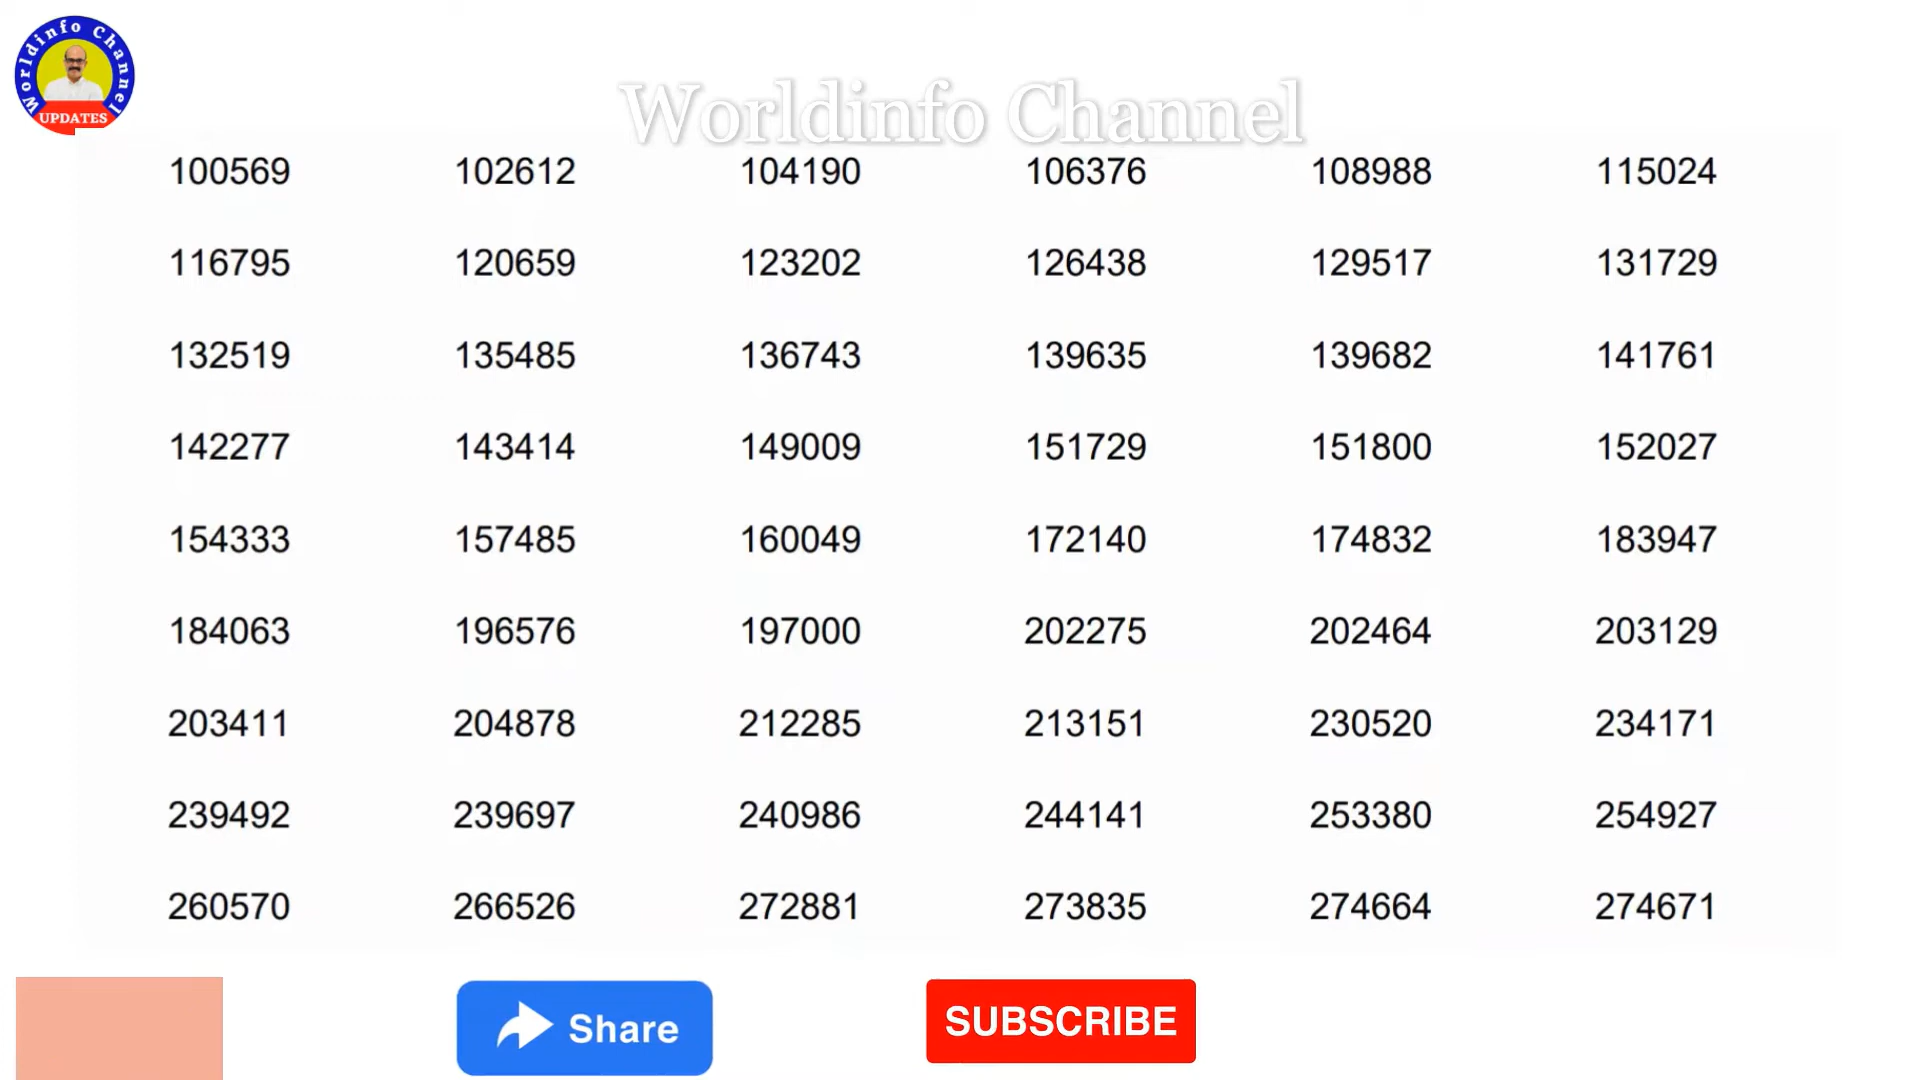 Worldinfo Channel
UPDATES
Worldinfo Channel
100569 102612 104190 106376 108988 115024
116795 120659 123202 126438 129517 131729
132519 135485 136743 139635 139682 141761
142277 143414 149009 151729 151800 152027
154333 157485 160049 172140 174832 183947
184063 196576 197000 202275 202464 203129
203411 204878 212285 213151 230520 234171
239492 239697 240986 244141 253380 254927
260570 266526 272881 273835 274664 274671
Share
SUBSCRIBE